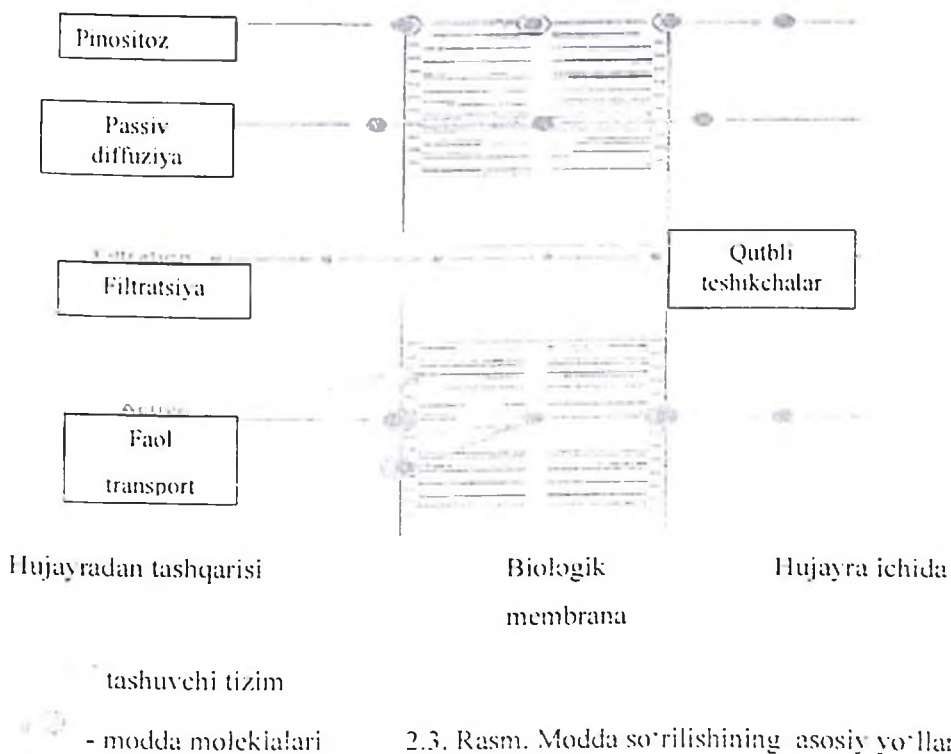 Pinositoz
Passiv
diffuziya
Filtratsiya
Qutbli
teshikchalar
Faol
transport
Hujayradan tashqarisi
Biologik
membrana
Hujayra ichida
tashuvchi tizim
- modda molekialari
2.3. Rasm. Modda so'rilishining asosiy yo'llari